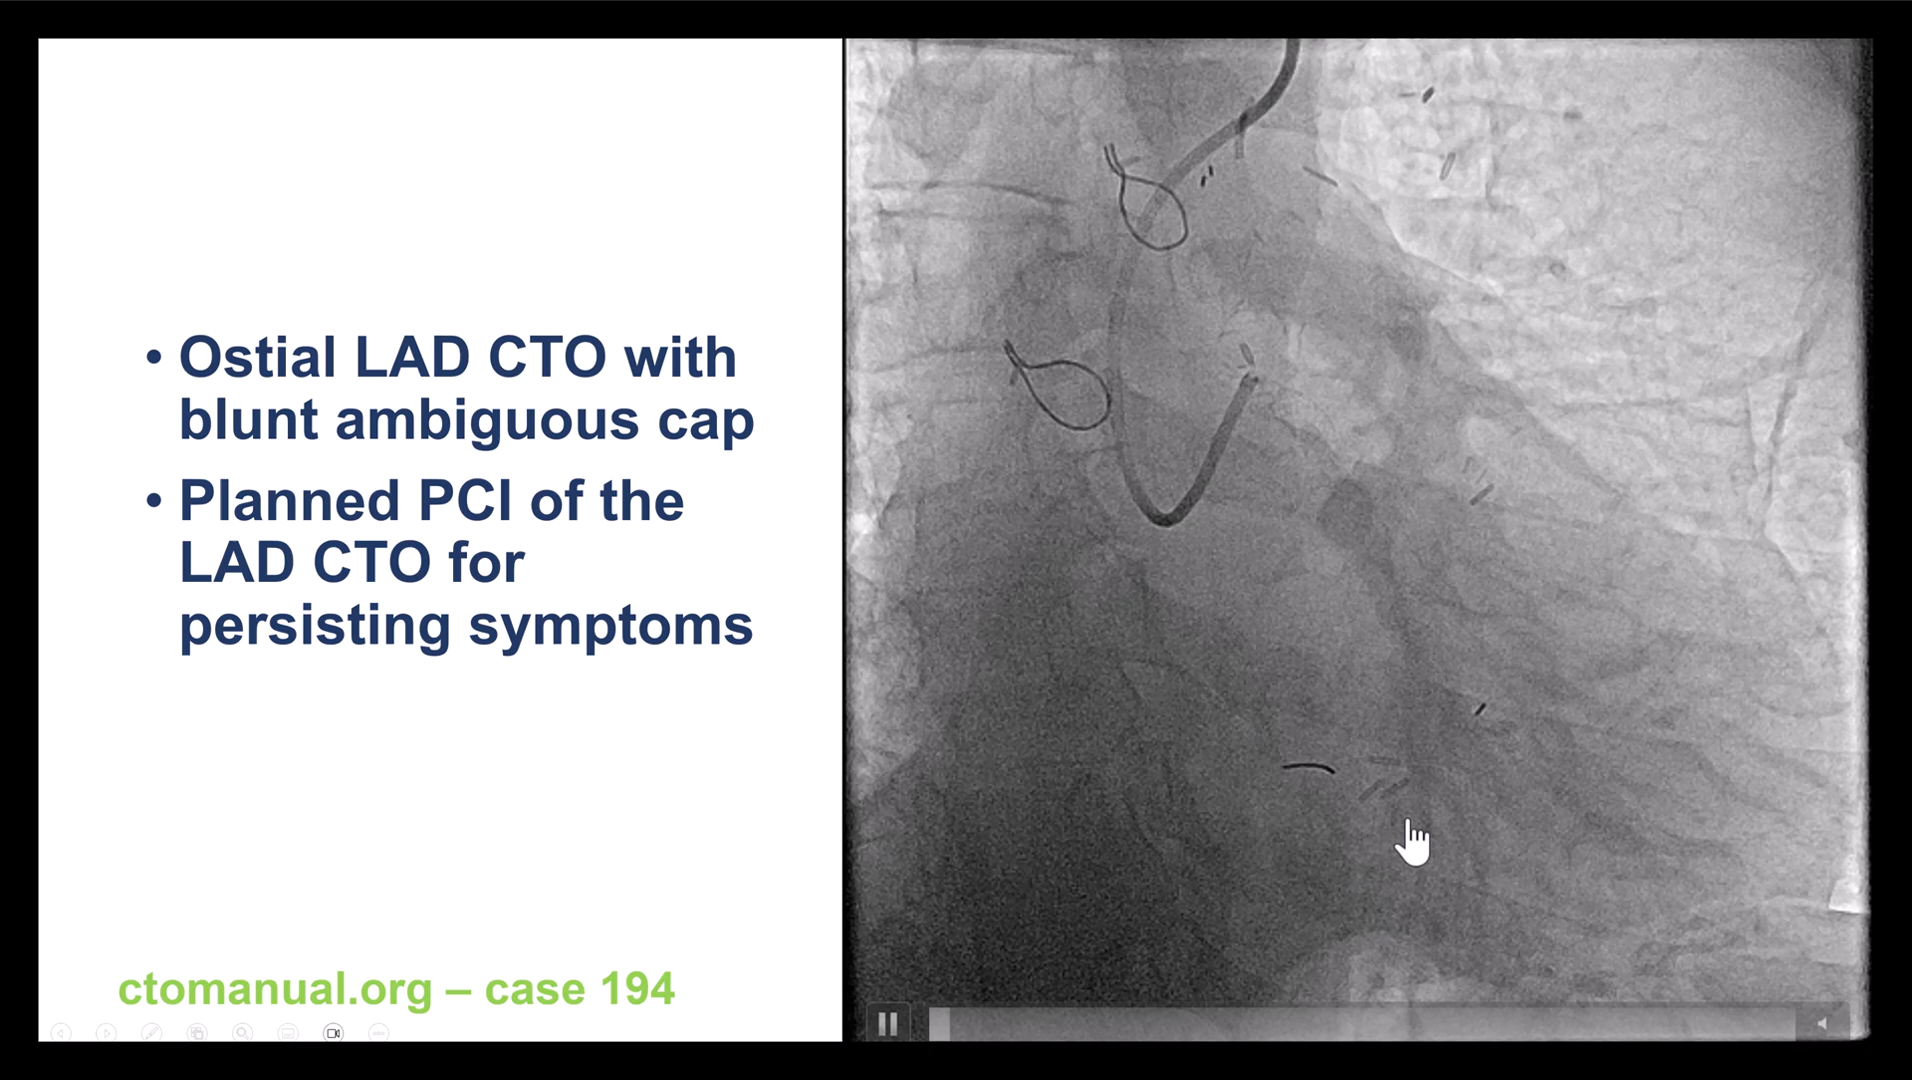 • Ostial LAD CTO with
blunt ambiguous cap
• Planned PCI of the
LAD CTO for
persisting symptoms
ctomanual.org – case 194